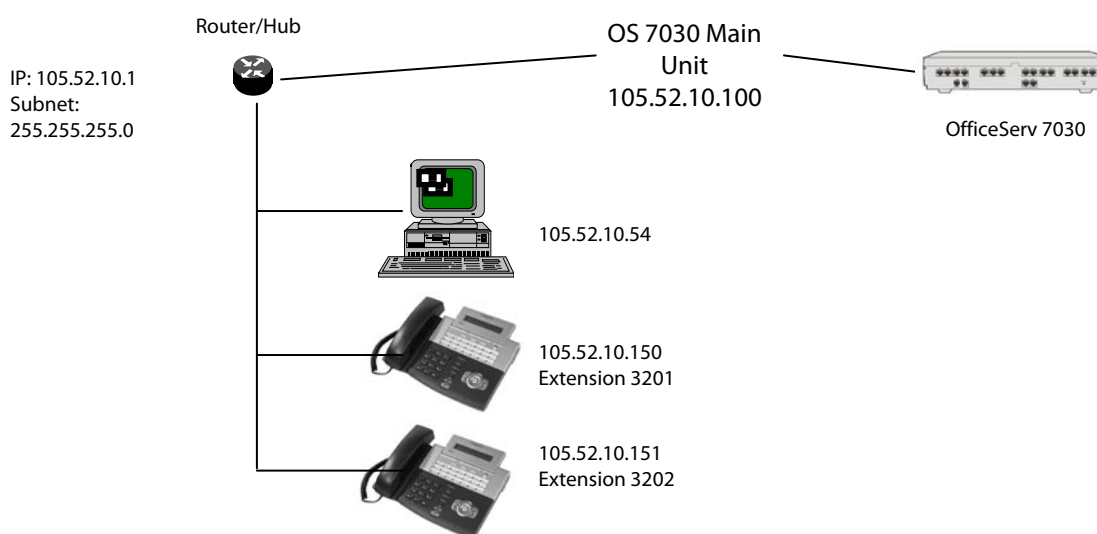 Router/Hub
IP: 105.52.10.1
Subnet:
255.255.255.0
OS 7030 Main
Unit
105.52.10.100
OfficeServ 7030
105.52.10.54
105.52.10.150
Extension 3201
105.52.10.151
Extension 3202